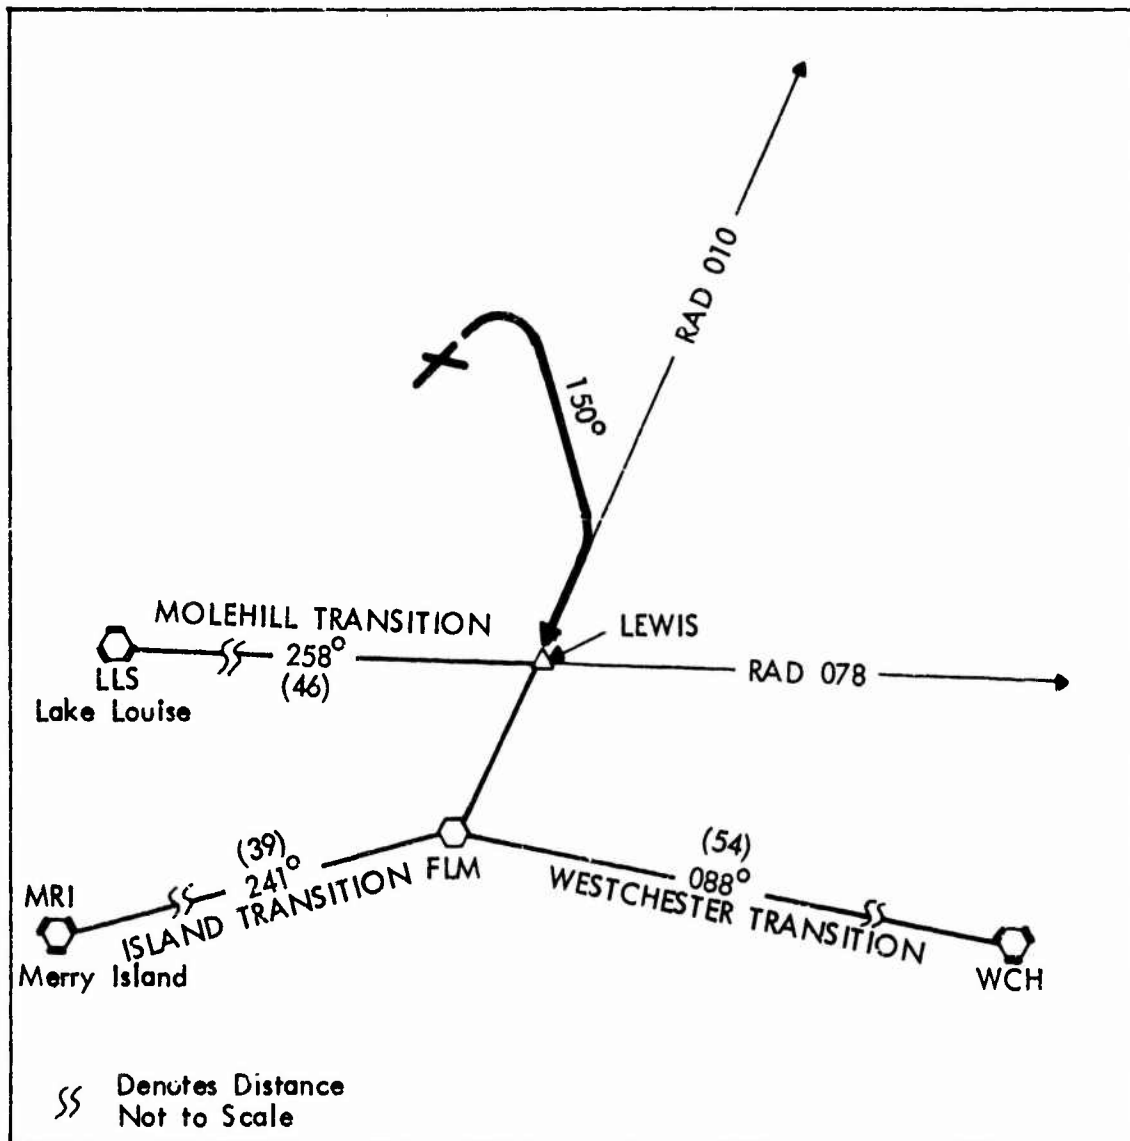 RAD 010
150°
MOLEHILL TRANSITION
LEWIS
258°
(46)
RAD 078
LLS
Lake Louise
(39)
241°
ISLAND TRANSITION
FLM
(54)
088°
WESTCHESTER TRANSITION
MRI
Merry Island
WCH
Denotes Distance
Not to Scale